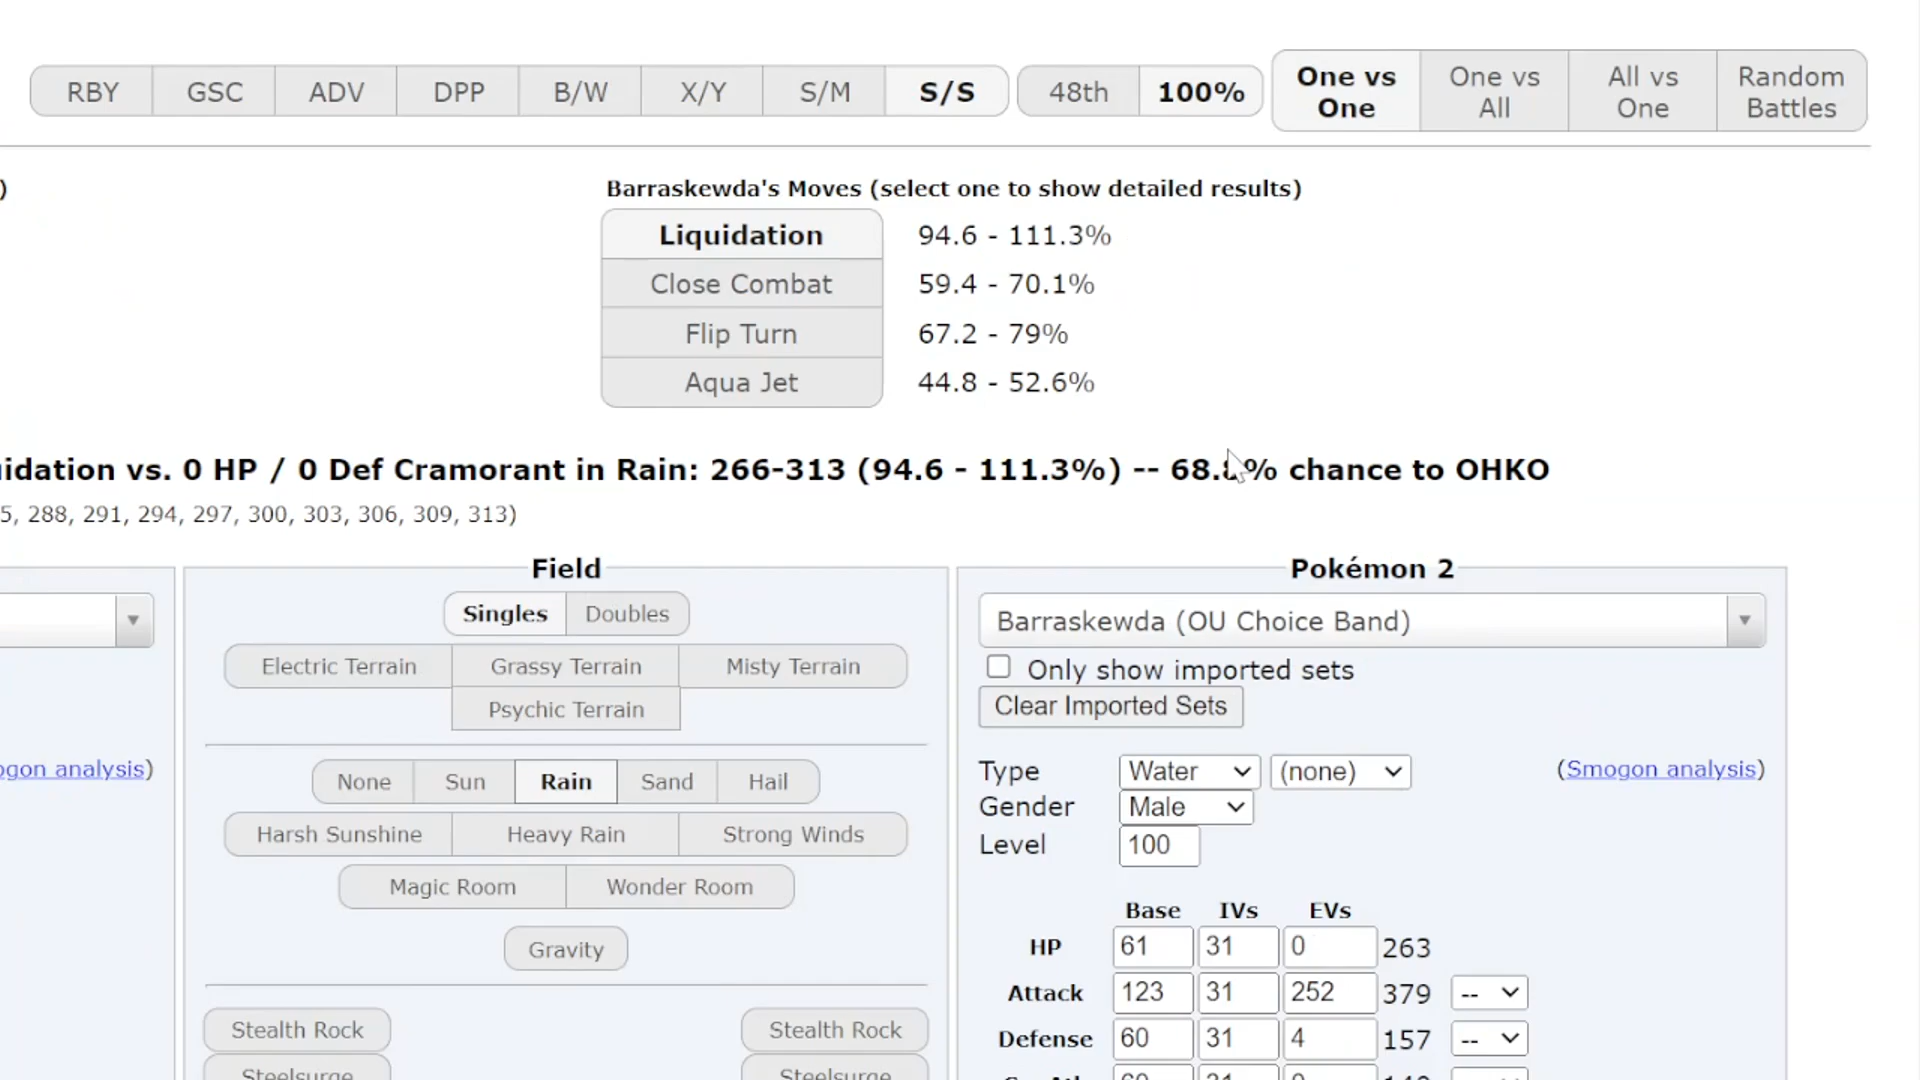 RBY GSC ADV DPP B/W X/Y S/M S/S 48th 100% One vs One One vs All All vs One Random Battles
)
Barraskewda's Moves (select one to show detailed results)
Liquidation 94.6 - 111.3%
Close Combat 59.4 - 70.1%
Flip Turn 67.2 - 79%
Aqua Jet 44.8 - 52.6%
idation vs. 0 HP / 0 Def Cramorant in Rain: 266-313 (94.6 - 111.3%) -- 68.8% chance to OHKO
5, 288, 291, 294, 297, 300, 303, 306, 309, 313)
Field
Singles Doubles
Electric Terrain Grassy Terrain Misty Terrain
Psychic Terrain
ogon analysis)
None Sun Rain Sand Hail
Harsh Sunshine Heavy Rain Strong Winds
Magic Room Wonder Room
Gravity
Stealth Rock Stealth Rock
Steelsurge Steelsurge
Pokémon 2
Barraskewda (OU Choice Band)
Only show imported sets
Clear Imported Sets
Type Water (none) (Smogon analysis)
Gender Male
Level 100
Base IVs EVs
HP 61 31 0 263
Attack 123 31 252 379 --
Defense 60 31 4 157 --